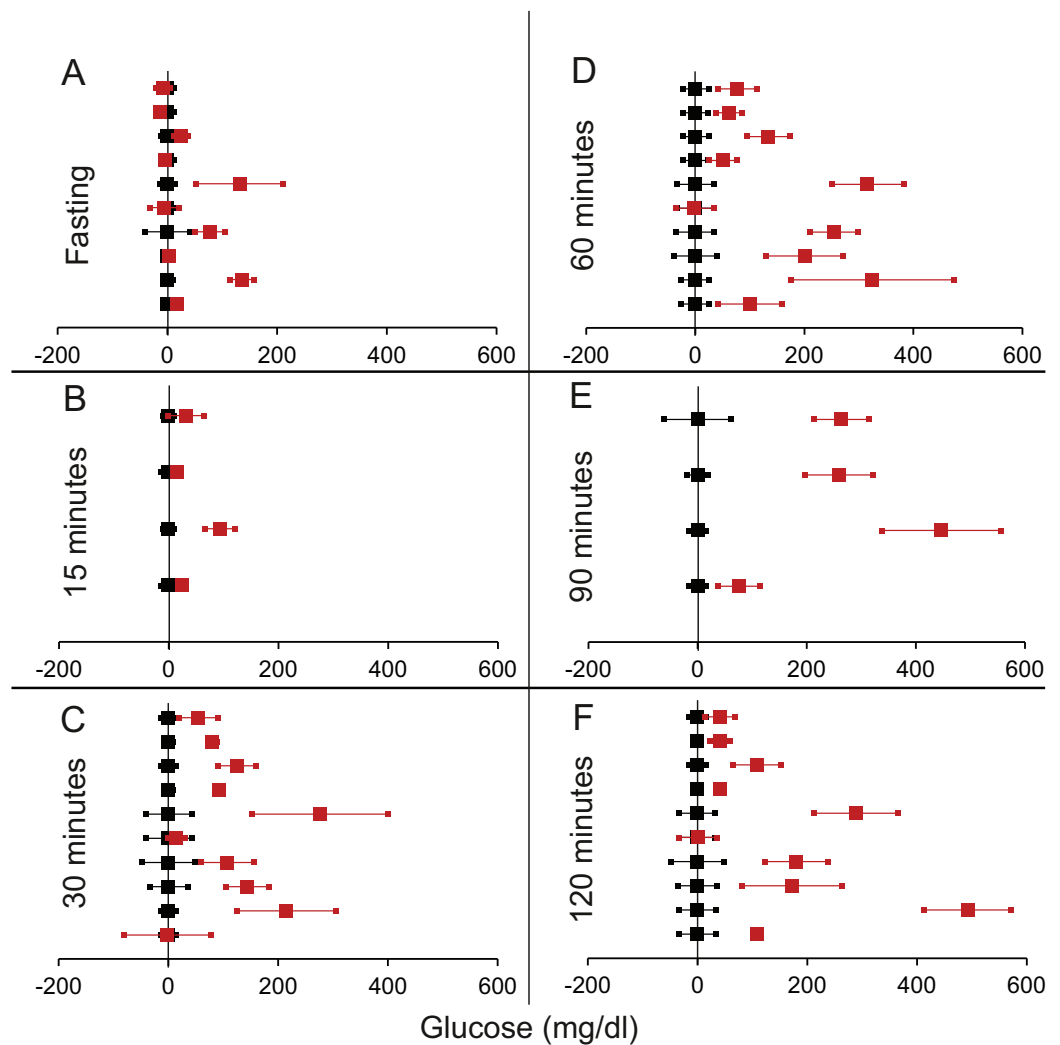 A
Fasting
-200 0 200 400 600
B
15 minutes
-200 0 200 400 600
C
30 minutes
-200 0 200 400 600
D
60 minutes
-200 0 200 400 600
E
90 minutes
-200 0 200 400 600
F
120 minutes
-200 0 200 400 600
Glucose (mg/dl)